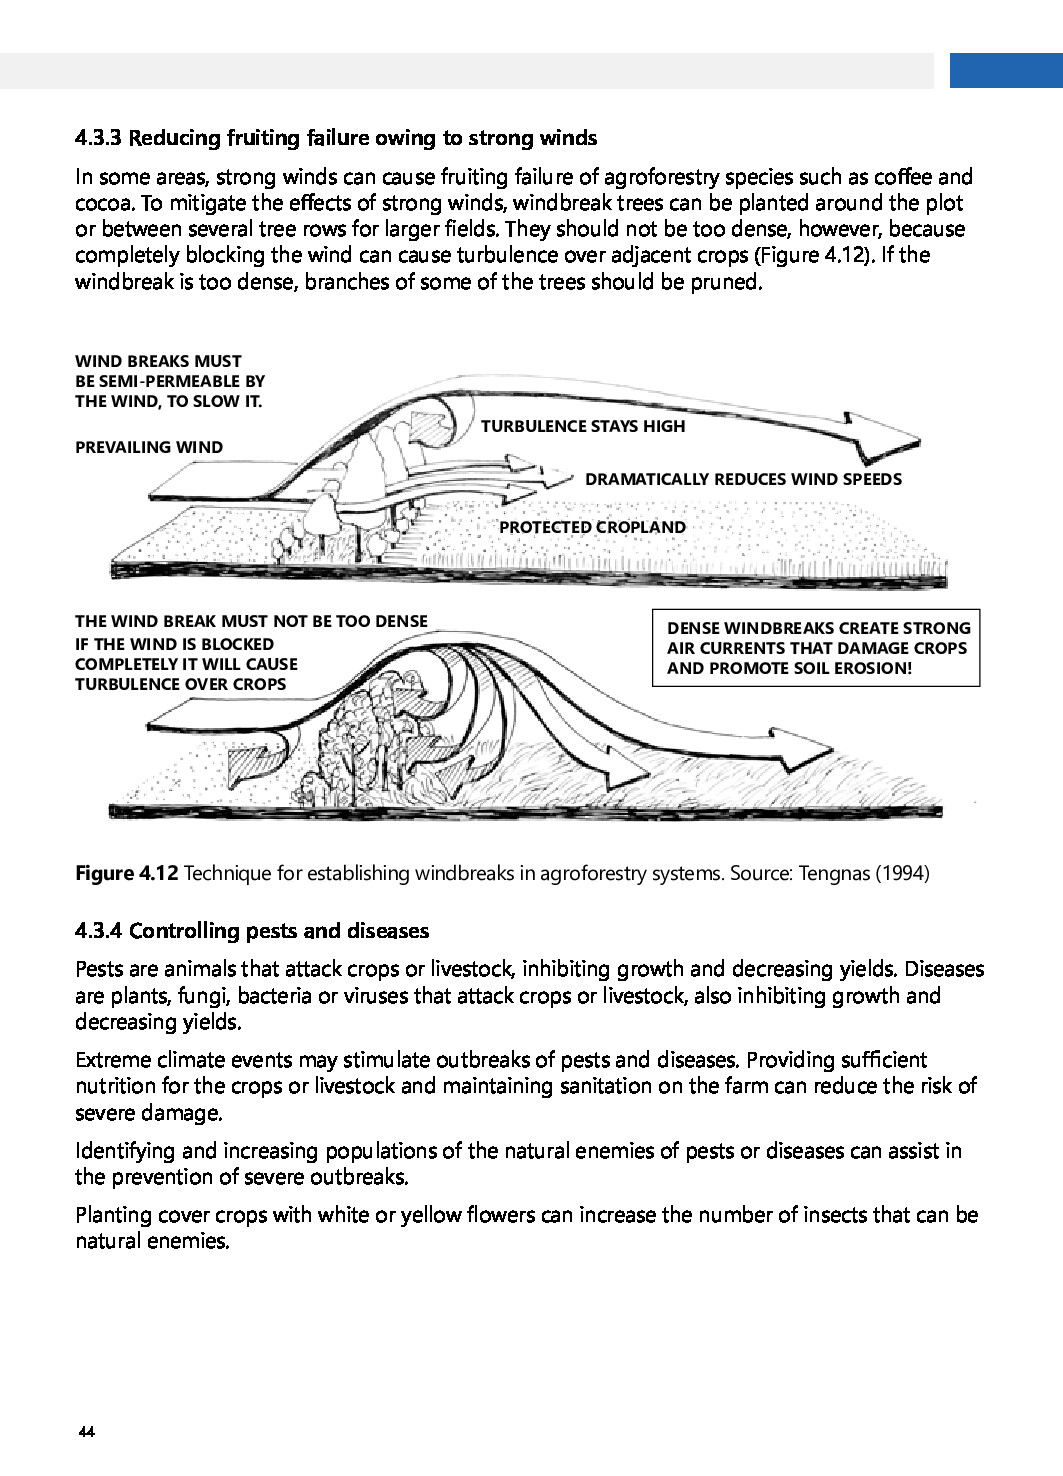 4.3.3 Reducing fruiting failure owing to strong winds
In some areas, strong winds can cause fruiting failure of agroforestry species such as coffee and
cocoa. To mitigate the effects of strong winds, windbreak trees can be planted around the plot
or between several tree rows for larger fields. They should not be too dense, however, because
completely blocking the wind can cause turbulence over adjacent crops (Figure 4.12). If the
windbreak is too dense, branches of some of the trees should be pruned.
WIND BREAKS MUST
BE SEMI-PERMEABLE BY
THE WIND, TO SLOW IT.
PREVAILING WIND
TURBULENCE STAYS HIGH
DRAMATICALLY REDUCES WIND SPEEDS
PROTECTED CROPLAND
THE WIND BREAK MUST NOT BE TOO DENSE
IF THE WIND IS BLOCKED
COMPLETELY IT WILL CAUSE
TURBULENCE OVER CROPS
DENSE WINDBREAKS CREATE STRONG
AIR CURRENTS THAT DAMAGE CROPS
AND PROMOTE SOIL EROSION!
Figure 4.12 Technique for establishing windbreaks in agroforestry systems. Source: Tengnas (1994)
4.3.4 Controlling pests and diseases
Pests are animals that attack crops or livestock, inhibiting growth and decreasing yields. Diseases
are plants, fungi, bacteria or viruses that attack crops or livestock, also inhibiting growth and
decreasing yields.
Extreme climate events may stimulate outbreaks of pests and diseases. Providing sufficient
nutrition for the crops or livestock and maintaining sanitation on the farm can reduce the risk of
severe damage.
Identifying and increasing populations of the natural enemies of pests or diseases can assist in
the prevention of severe outbreaks.
Planting cover crops with white or yellow flowers can increase the number of insects that can be
natural enemies.
44